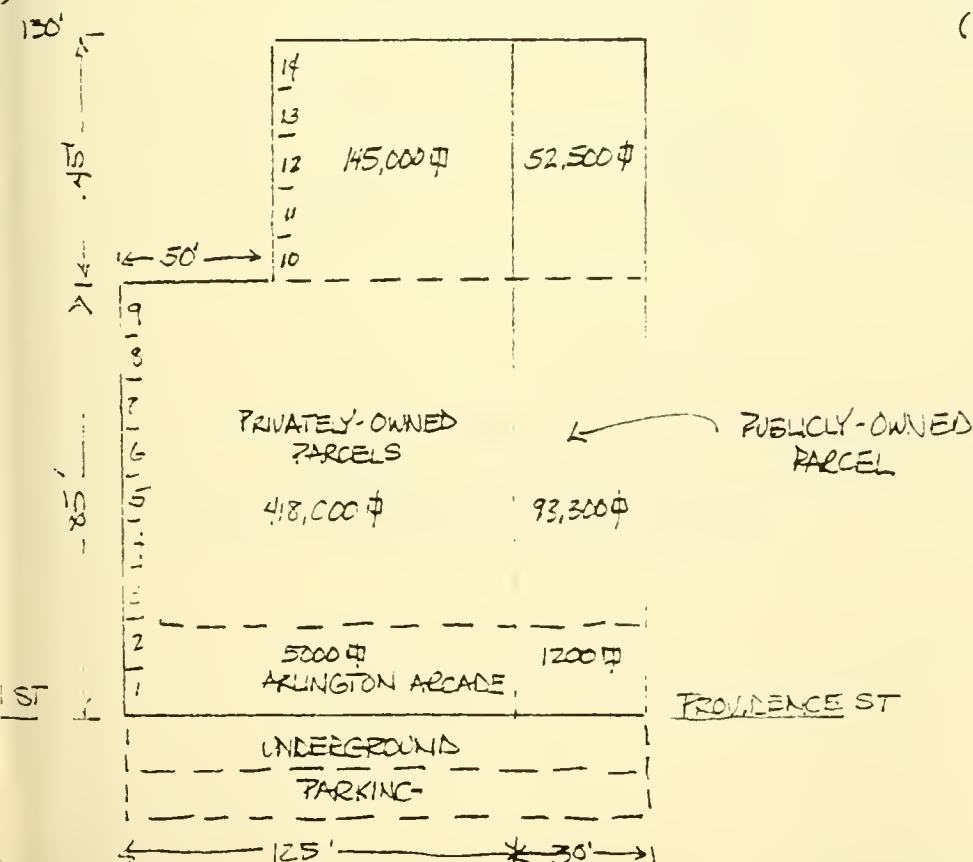 130'
14
13
12
11
10
145,000 ⏍
52,500 ⏍
45'
50'
9
8
7
6
5
2
1
PRIVATELY-OWNED
PARCELS
PUBLICLY-OWNED
PARCEL
418,000 ⏍
93,300 ⏍
85'
5000 ⏍
1200 ⏍
ARLINGTON ARCADE
ST
PROVIDENCE ST
UNDERGROUND
PARKING
125'
30'